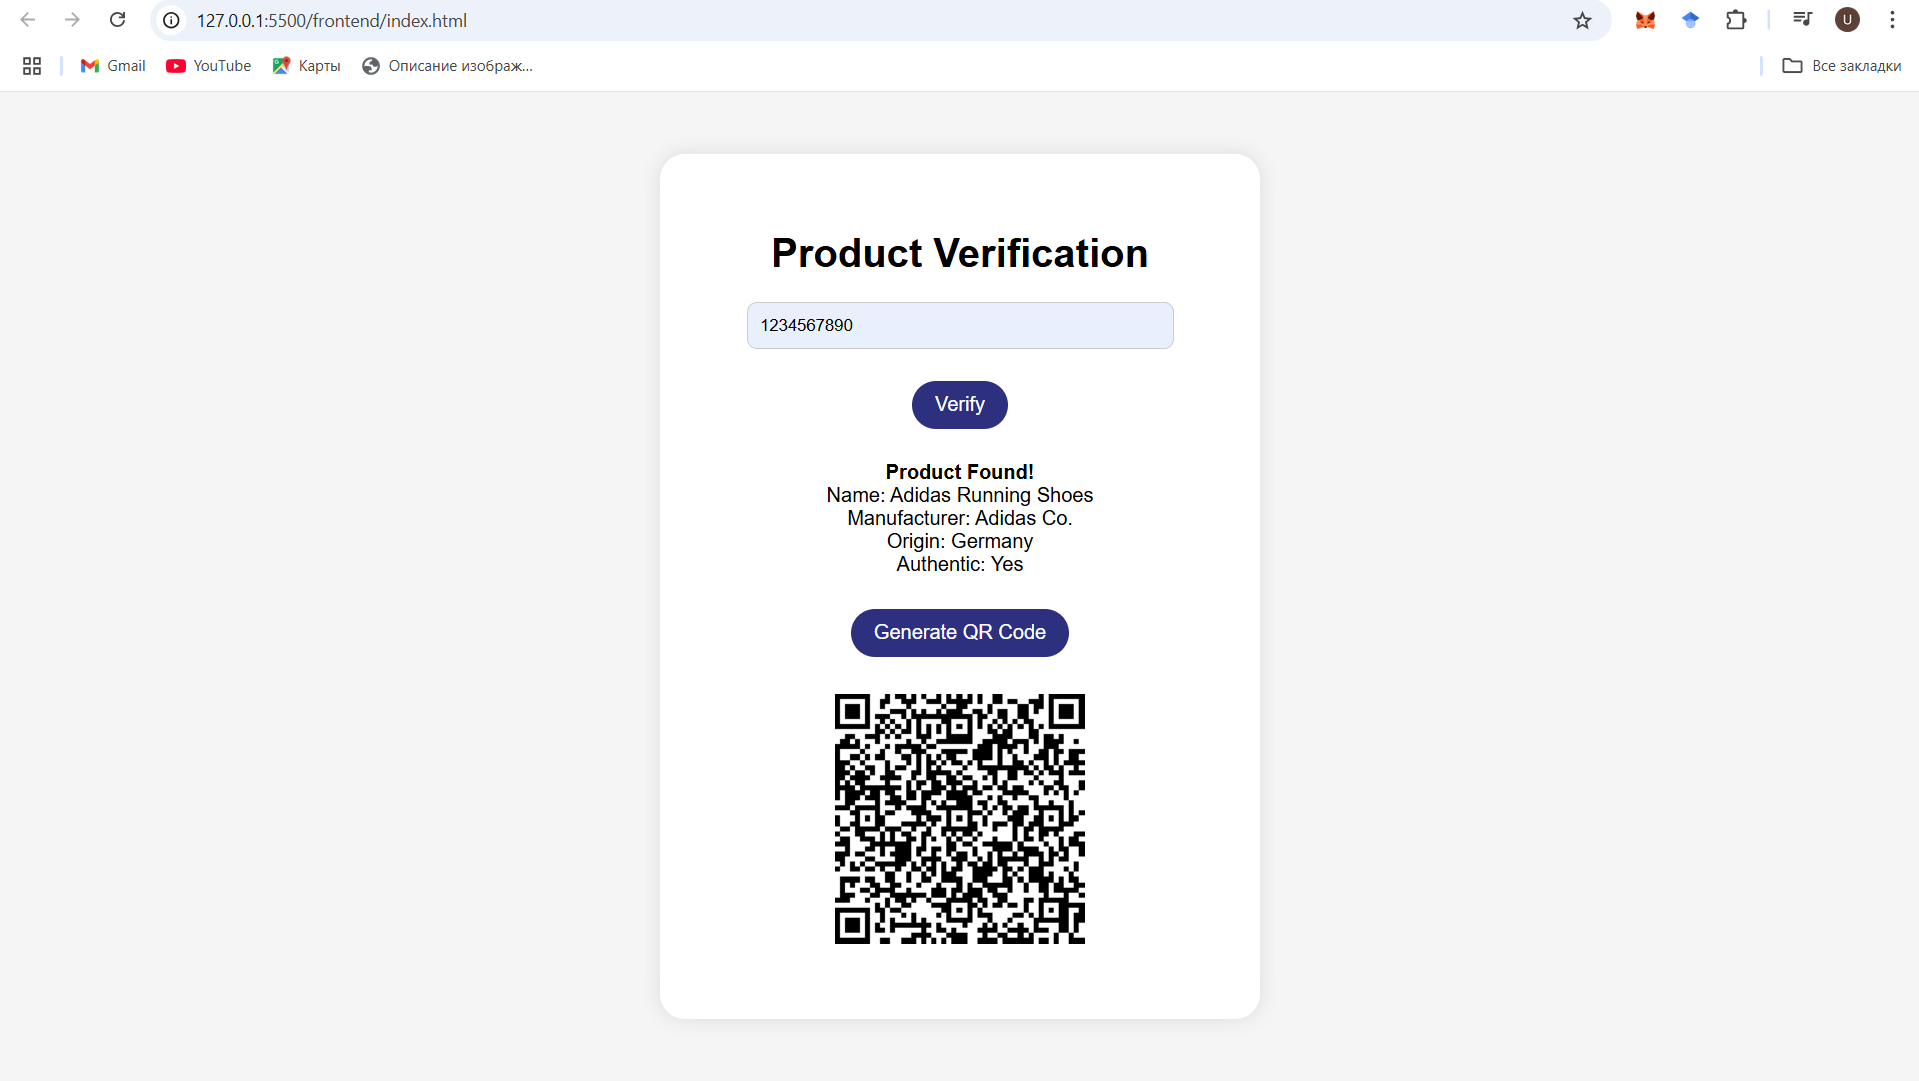 127.0.0.1:5500/frontend/index.html
U
Gmail
YouTube
Карты
Описание изображ...
Все закладки
Product Verification
1234567890
Verify
Product Found!
Name: Adidas Running Shoes
Manufacturer: Adidas Co.
Origin: Germany
Authentic: Yes
Generate QR Code